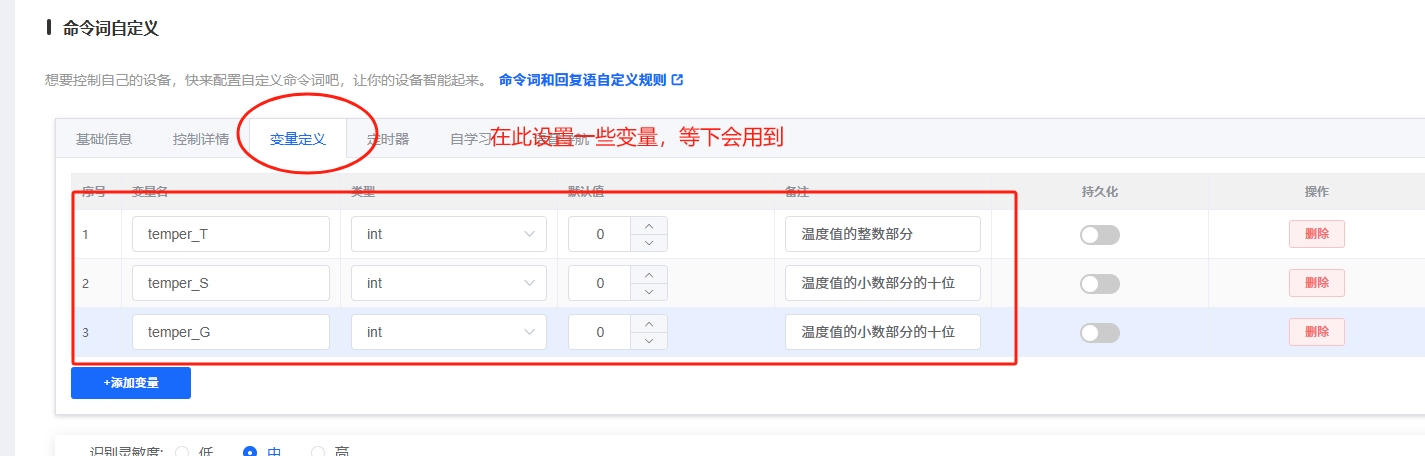 命令词自定义
想要控制自己的设备，快来配置自定义命令词吧，让你的设备智能起来。 命令词和回复语自定义规则
基础信息 控制详情 变量定义 定时器 自学习
在此设置一些变量，等下会用到
序号 变量名 类型 默认值 备注 持久化 操作
1 temper_T int 0 温度值的整数部分 删除
2 temper_S int 0 温度值的小数部分的十位 删除
3 temper_G int 0 温度值的小数部分的十位 删除
+添加变量
识别灵敏度: 低 中 高